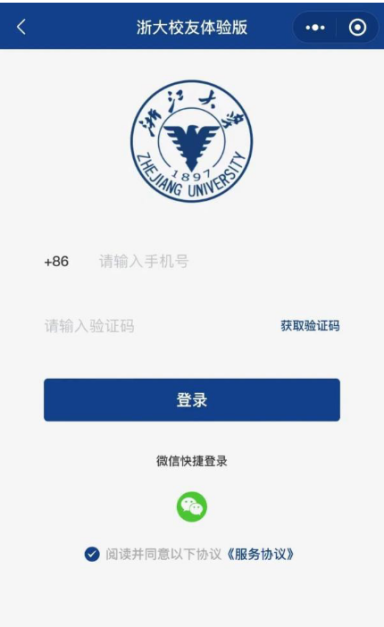 浙大校友体验版
浙江大学
ZHEJIANG UNIVERSITY
1897
+86 请输入手机号
请输入验证码 获取验证码
登录
微信快捷登录
阅读并同意以下协议《服务协议》